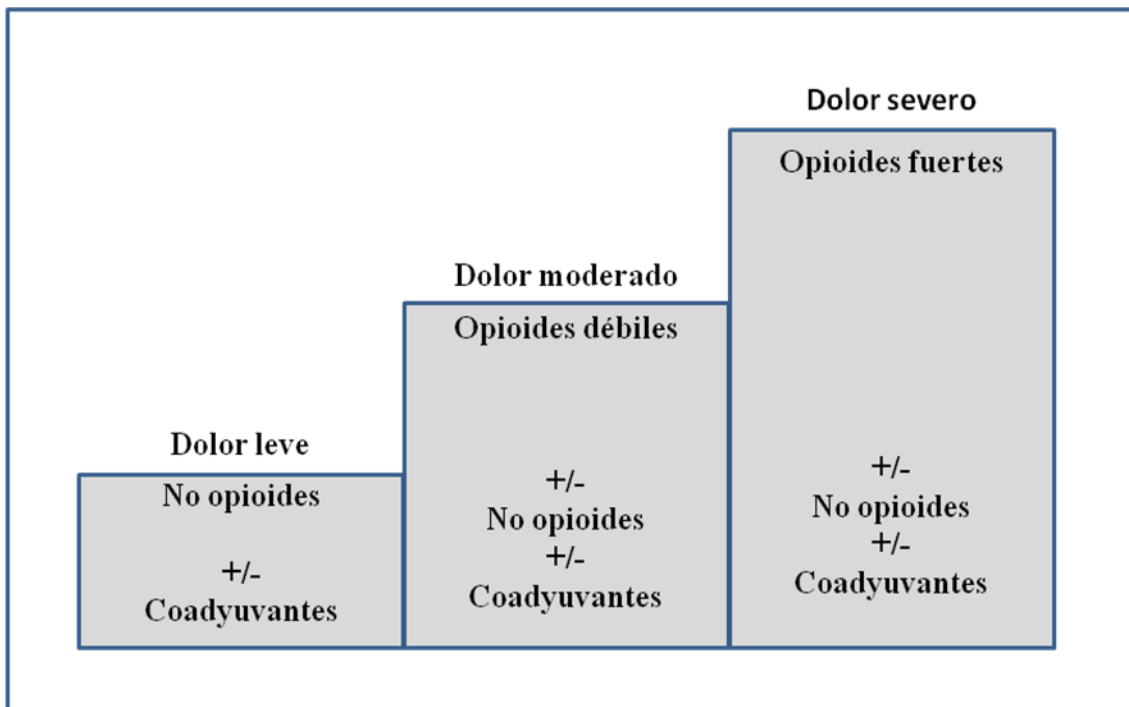 Dolor severo
Opioides fuertes
+/-
No opioides
+/-
Coadyuvantes
Dolor moderado
Opioides débiles
+/-
No opioides
+/-
Coadyuvantes
Dolor leve
No opioides
+/-
Coadyuvantes